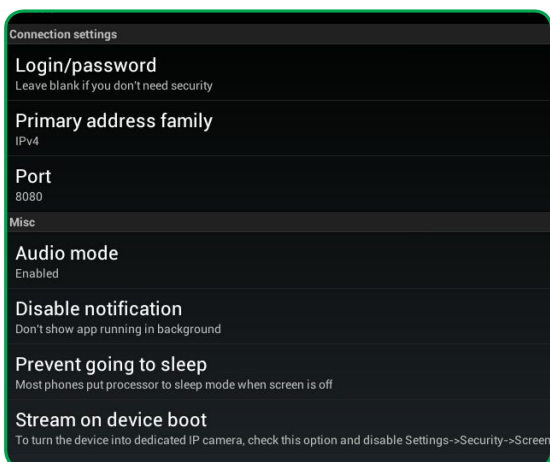 Connection settings
Login/password
Leave blank if you don't need security
Primary address family
IPv4
Port
8080
Misc
Audio mode
Enabled
Disable notification
Don't show app running in background
Prevent going to sleep
Most phones put processor to sleep mode when screen is off
Stream on device boot
To turn the device into dedicated IP camera, check this option and disable Settings->Security->Screen